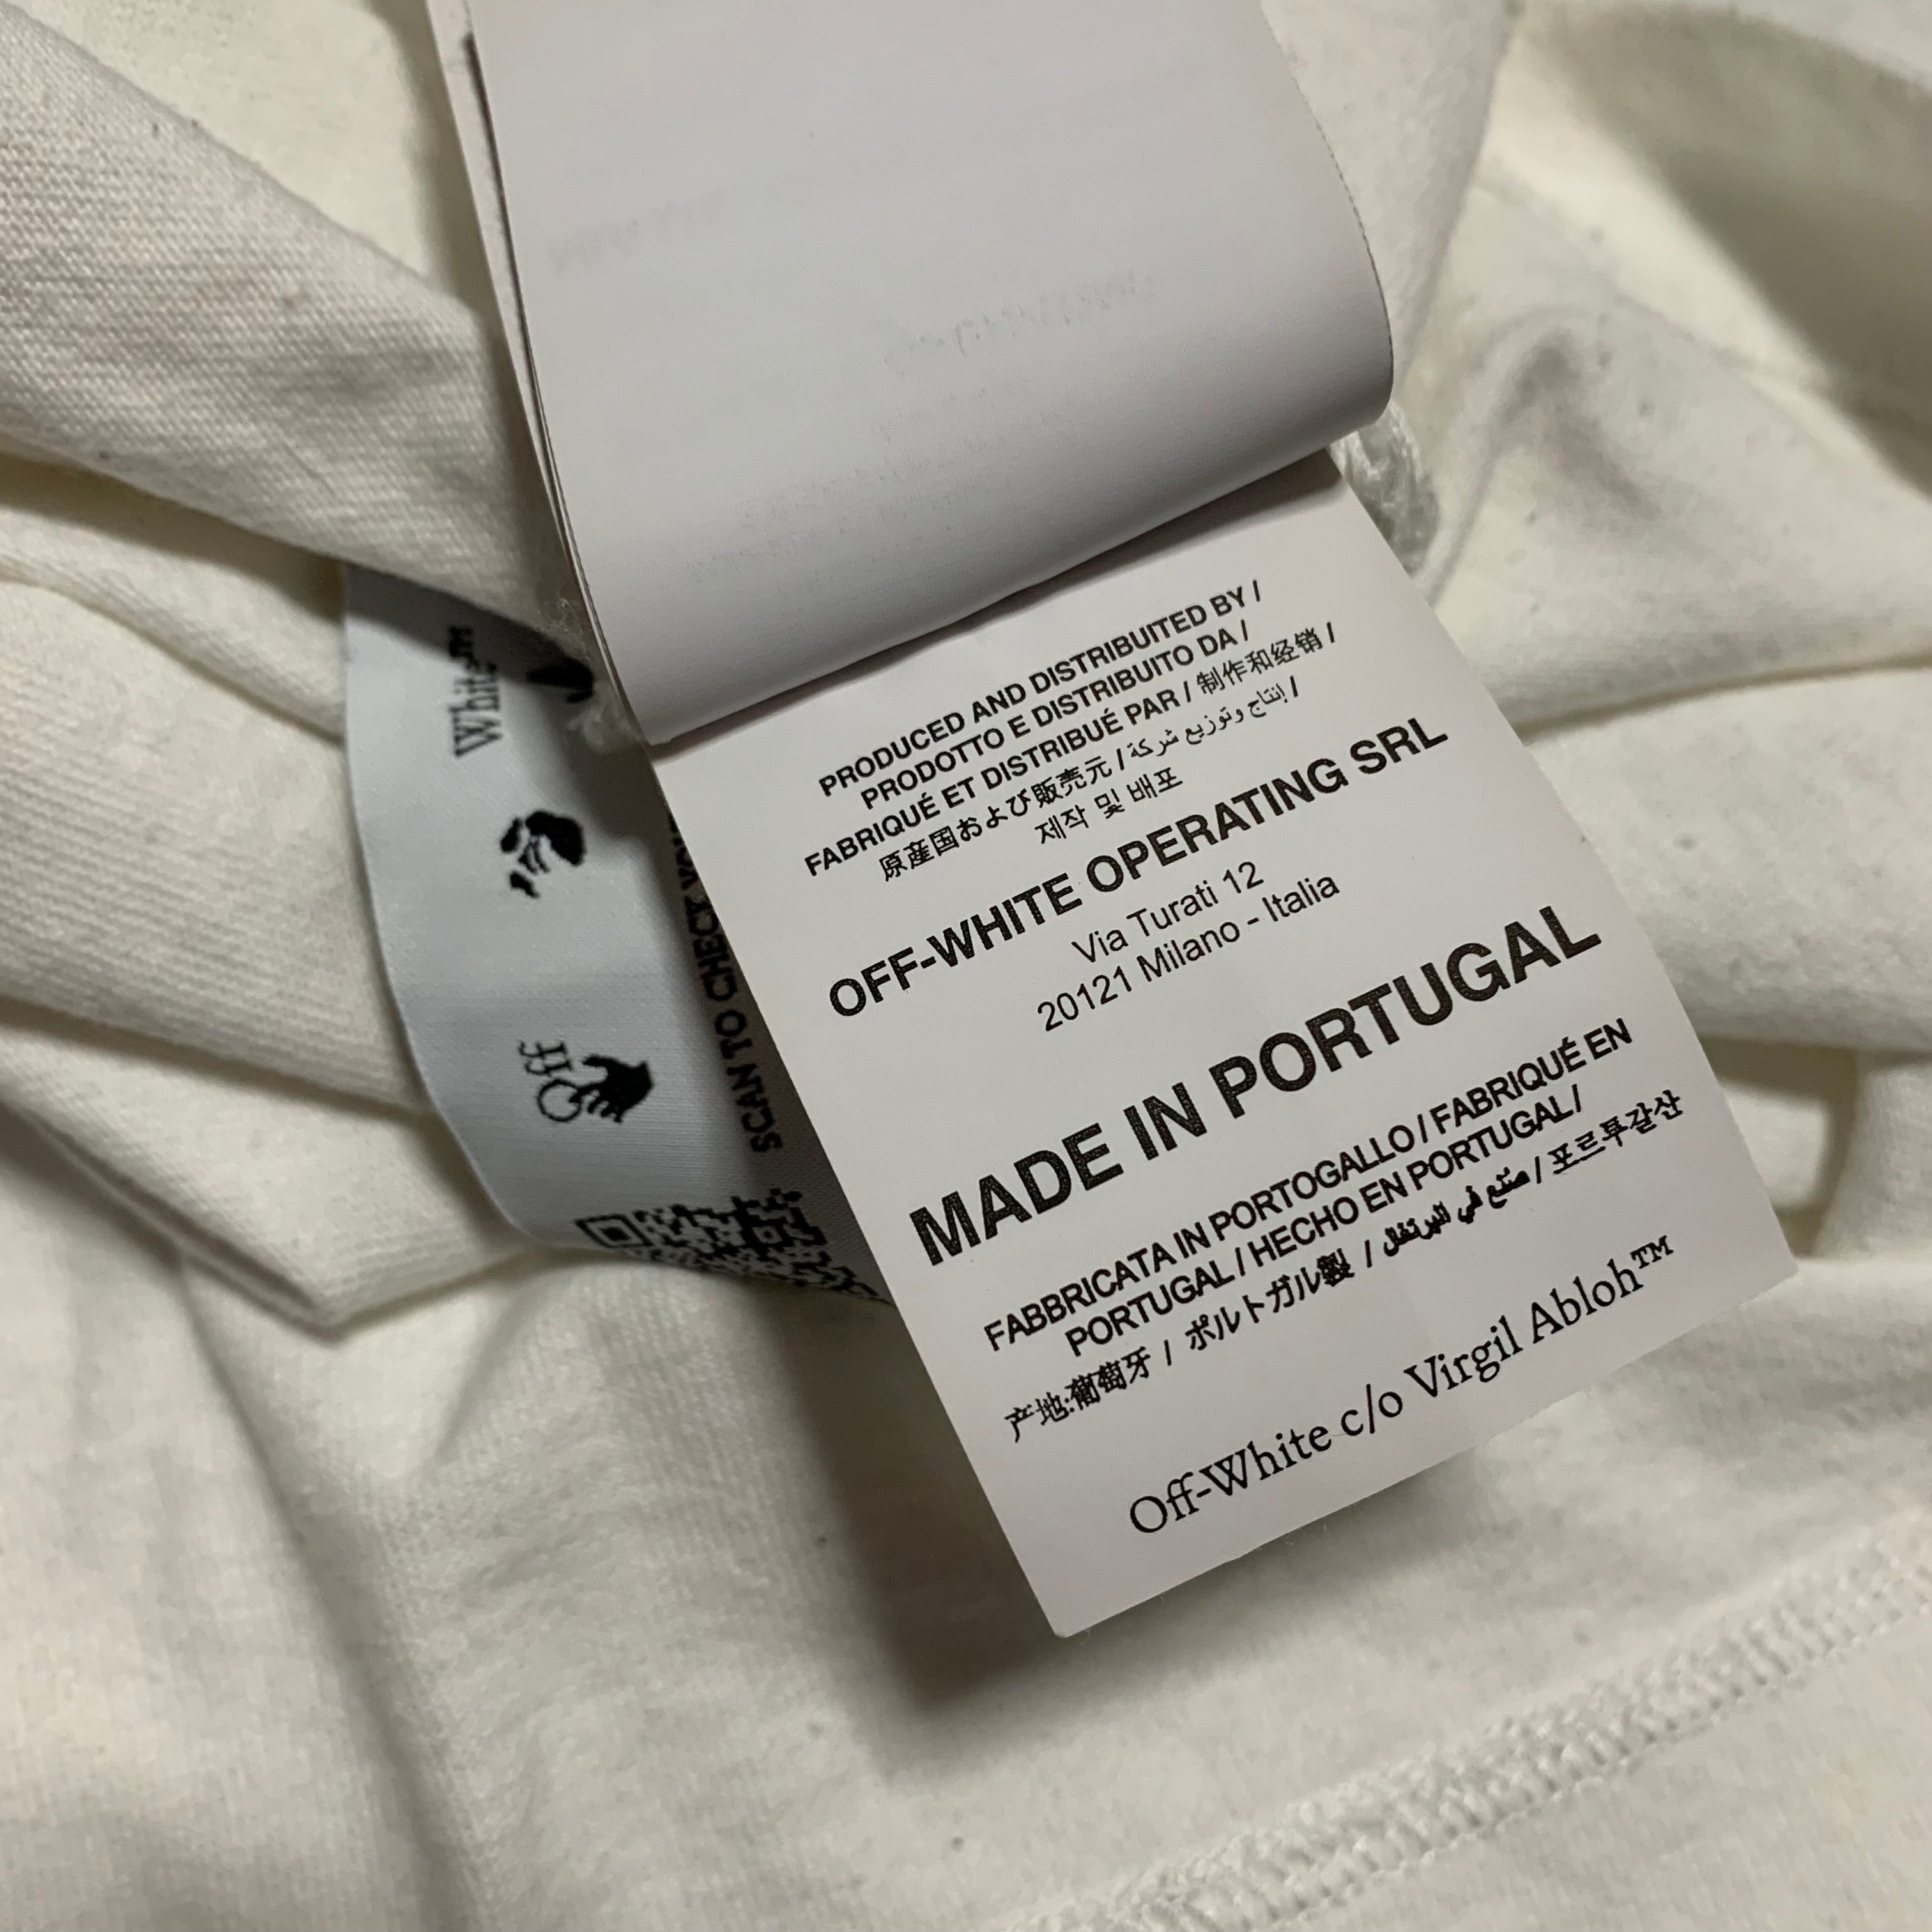 PRODUCED AND DISTRIBUITED BY /
PRODOTTO E DISTRIBUITO DA /
FABRIQUÉ ET DISTRIBUÉ PAR / 制作和经销 /
原産国および販売元 / إنتاج وتوزيع شركة /
제작 및 배포
OFF-WHITE OPERATING SRL
Via Turati 12
20121 Milano - Italia
MADE IN PORTUGAL
FABBRICATA IN PORTOGALLO / FABRIQUÉ EN
PORTUGAL / HECHO EN PORTUGAL /
产地:葡萄牙 / ポルトガル製 / صنع في البرتغال / 포르투갈산
Off-White c/o Virgil Abloh™
Off
White™
SCAN TO CHECK